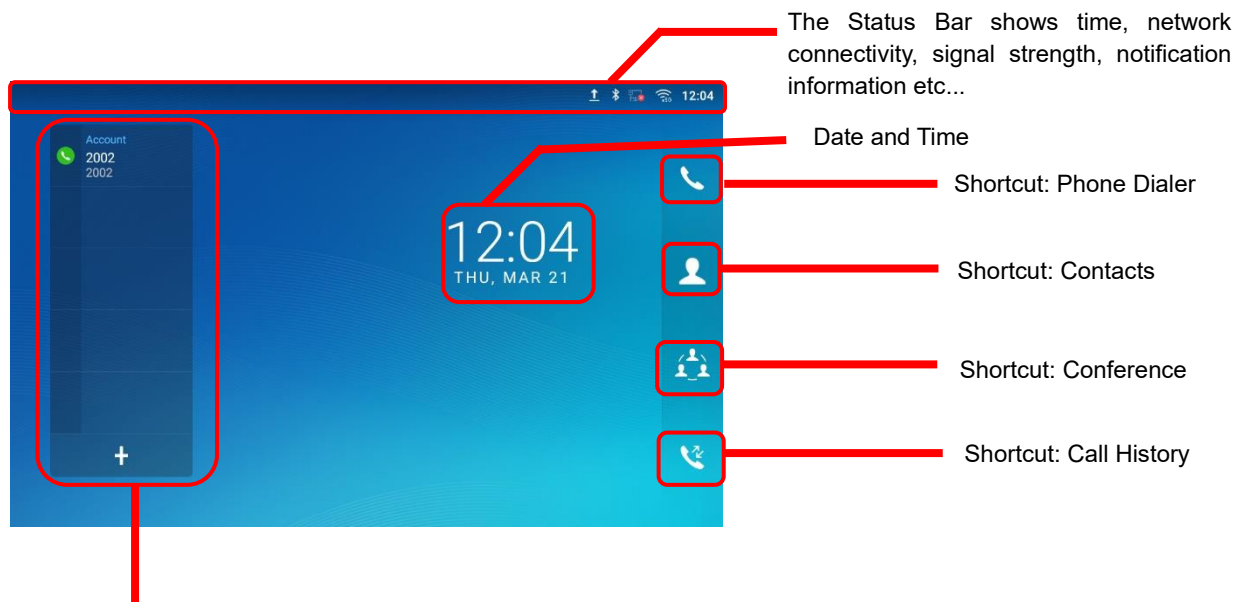 The Status Bar shows time, network
connectivity, signal strength, notification
information etc...
12:04
Date and Time
Account
2002
2002
Shortcut: Phone Dialer
12:04
THU, MAR 21
Shortcut: Contacts
Shortcut: Conference
Shortcut: Call History